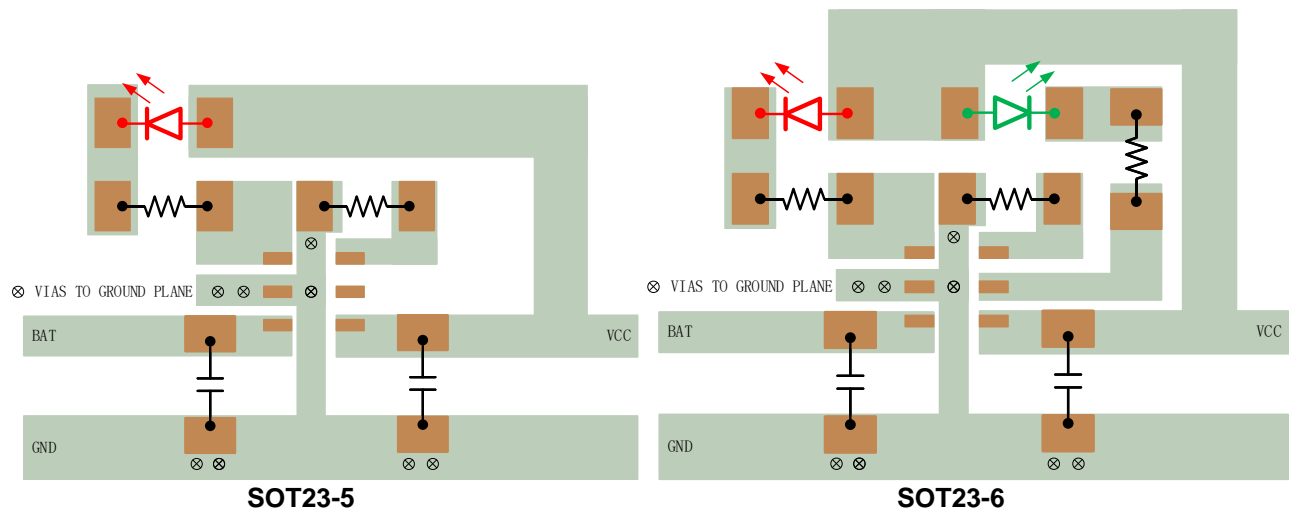 VIAS TO GROUND PLANE
BAT
VCC
GND
SOT23-5
VIAS TO GROUND PLANE
BAT
VCC
GND
SOT23-6